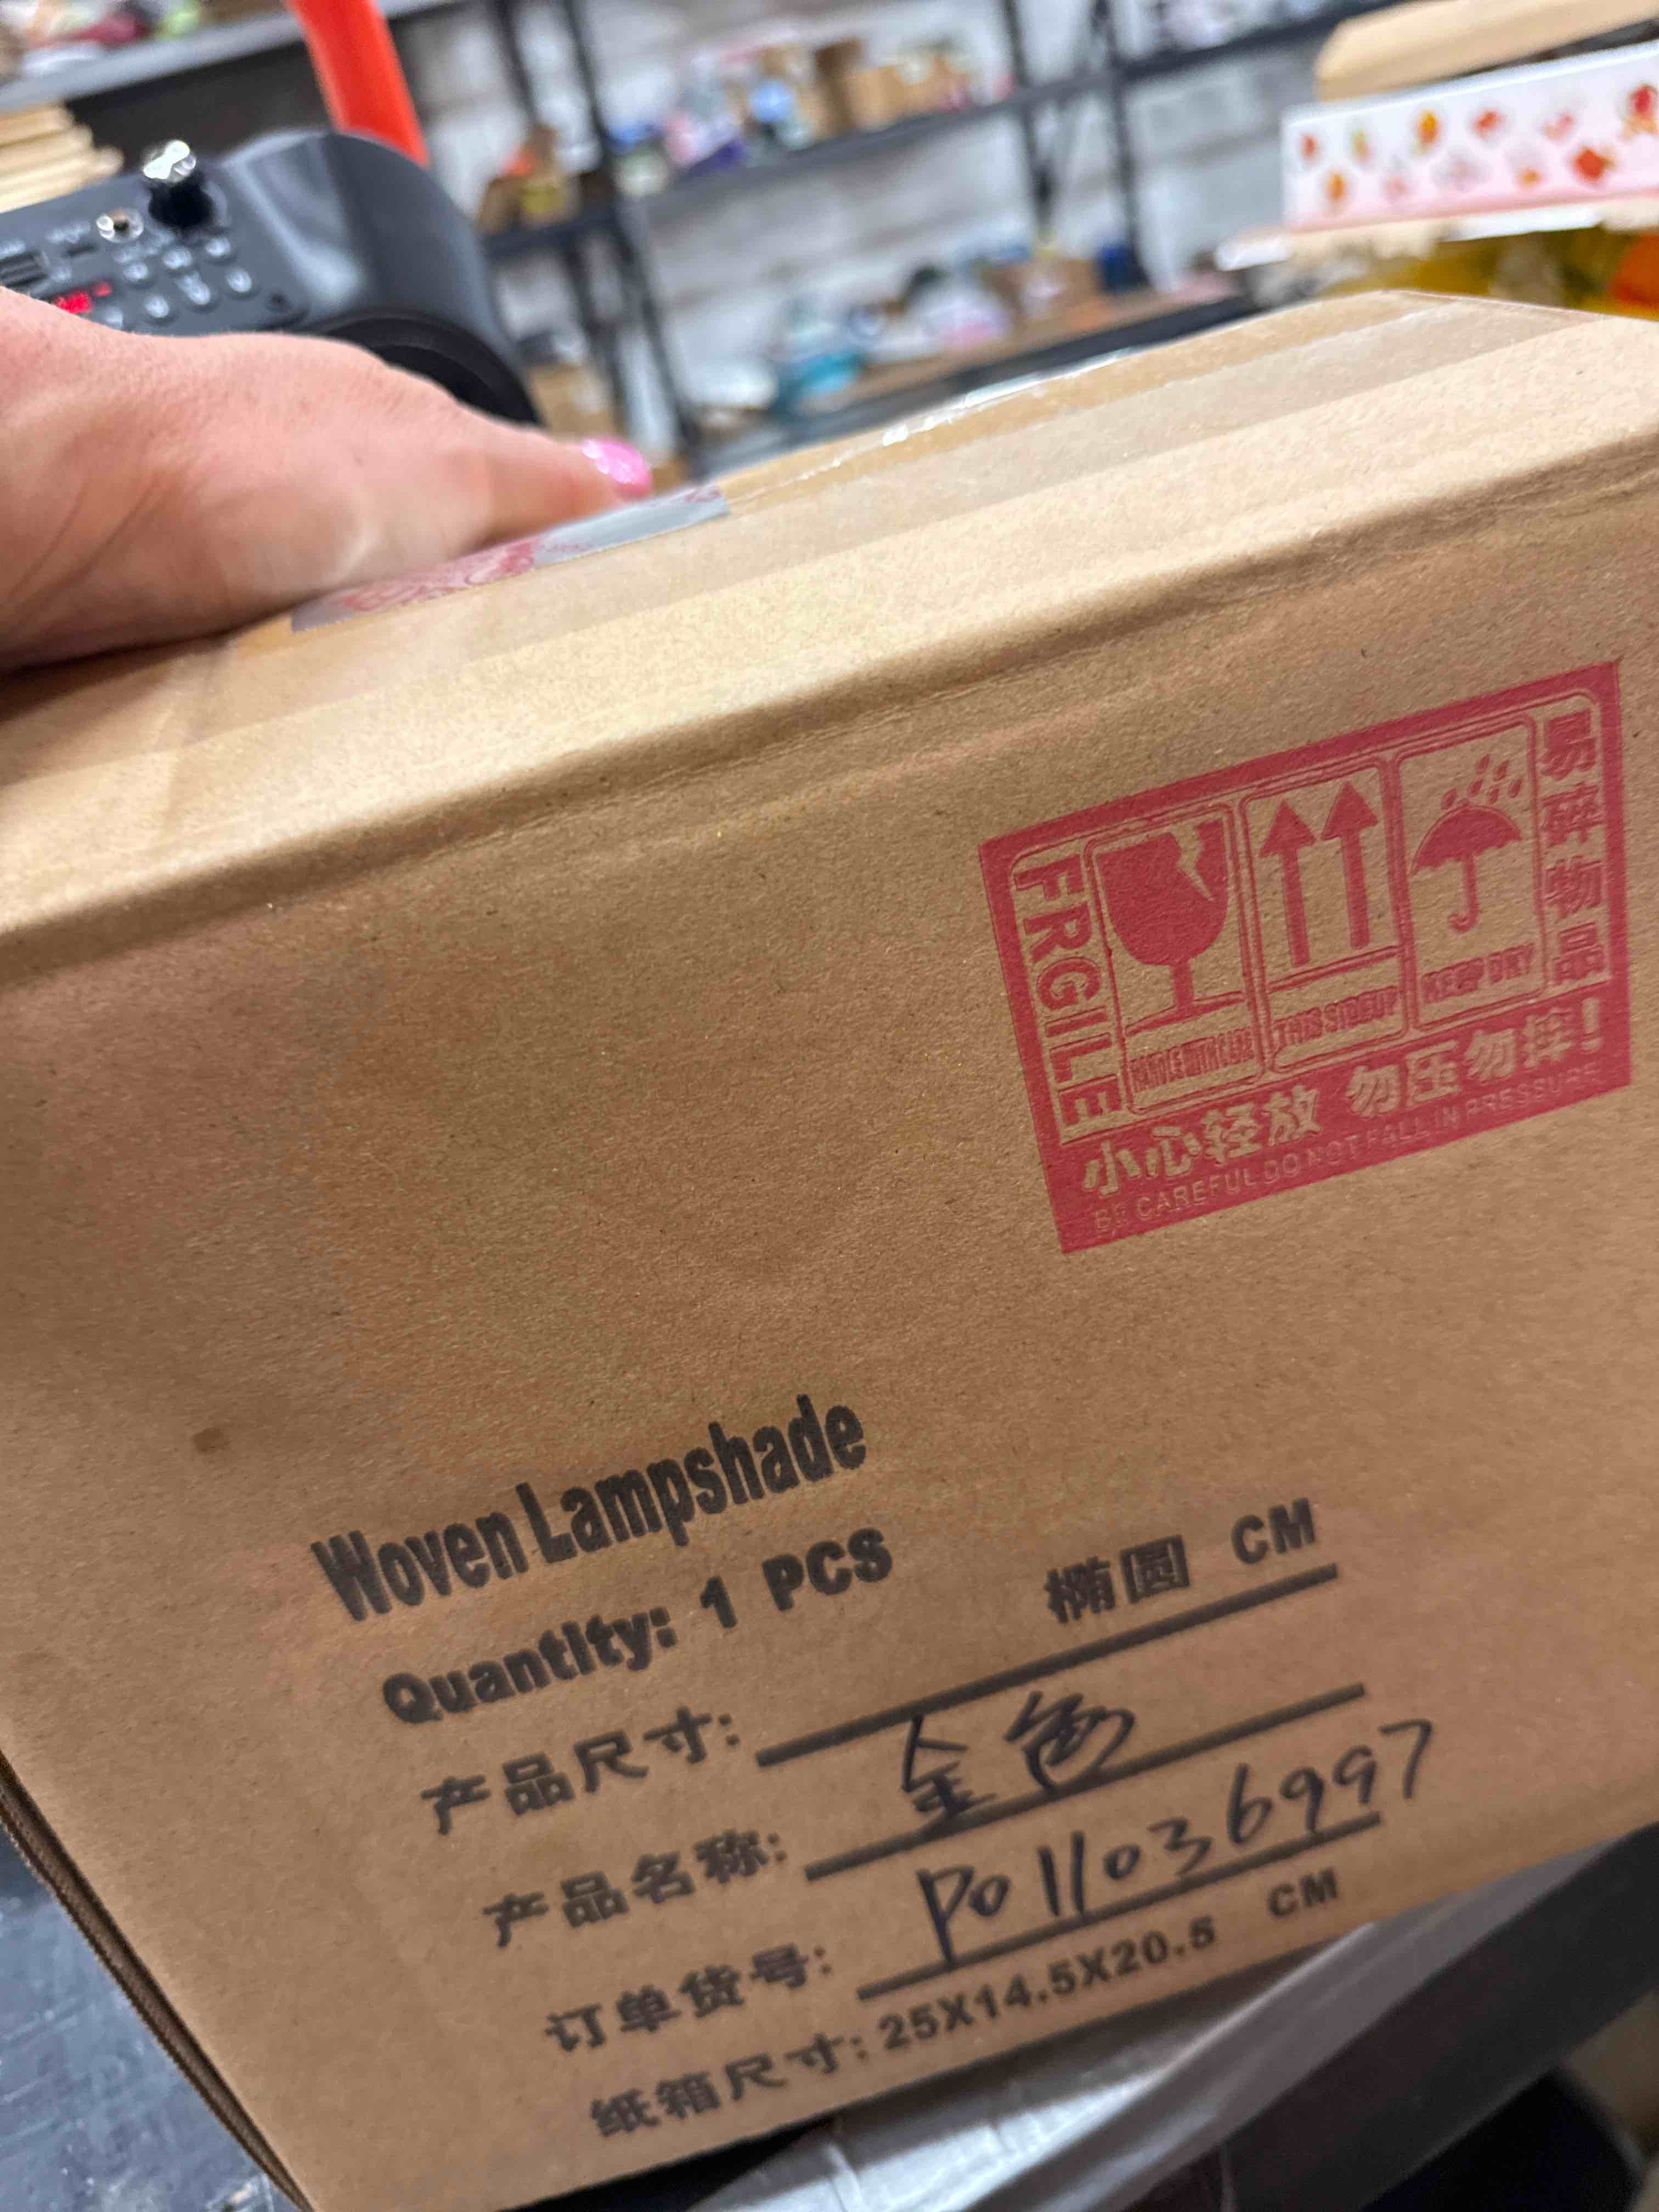 FRGILE
HANDLE WITH CARE
THIS SIDE UP
KEEP DRY
易碎物品
小心轻放 勿压勿摔!
BE CAREFUL DO NOT FALL IN PRESSURE
Woven Lampshade
Quantity: 1 PCS
产品尺寸: 椭圆 CM
产品名称: 金色
订单货号: PO11036997
纸箱尺寸: 25X14.5X20.5 CM